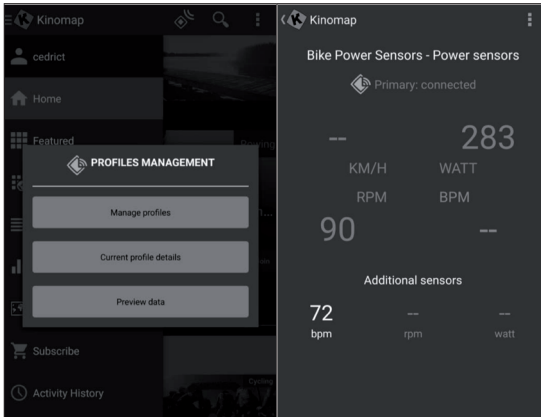 Kinomap
cedrict
Home
Featured
PROFILES MANAGEMENT
Manage profiles
Current profile details
Preview data
Subscribe
Activity History
Cycling
Kinomap
Bike Power Sensors - Power sensors
Primary: connected
-- 283
KM/H WATT
RPM BPM
90 --
Additional sensors
72 -- --
bpm rpm watt